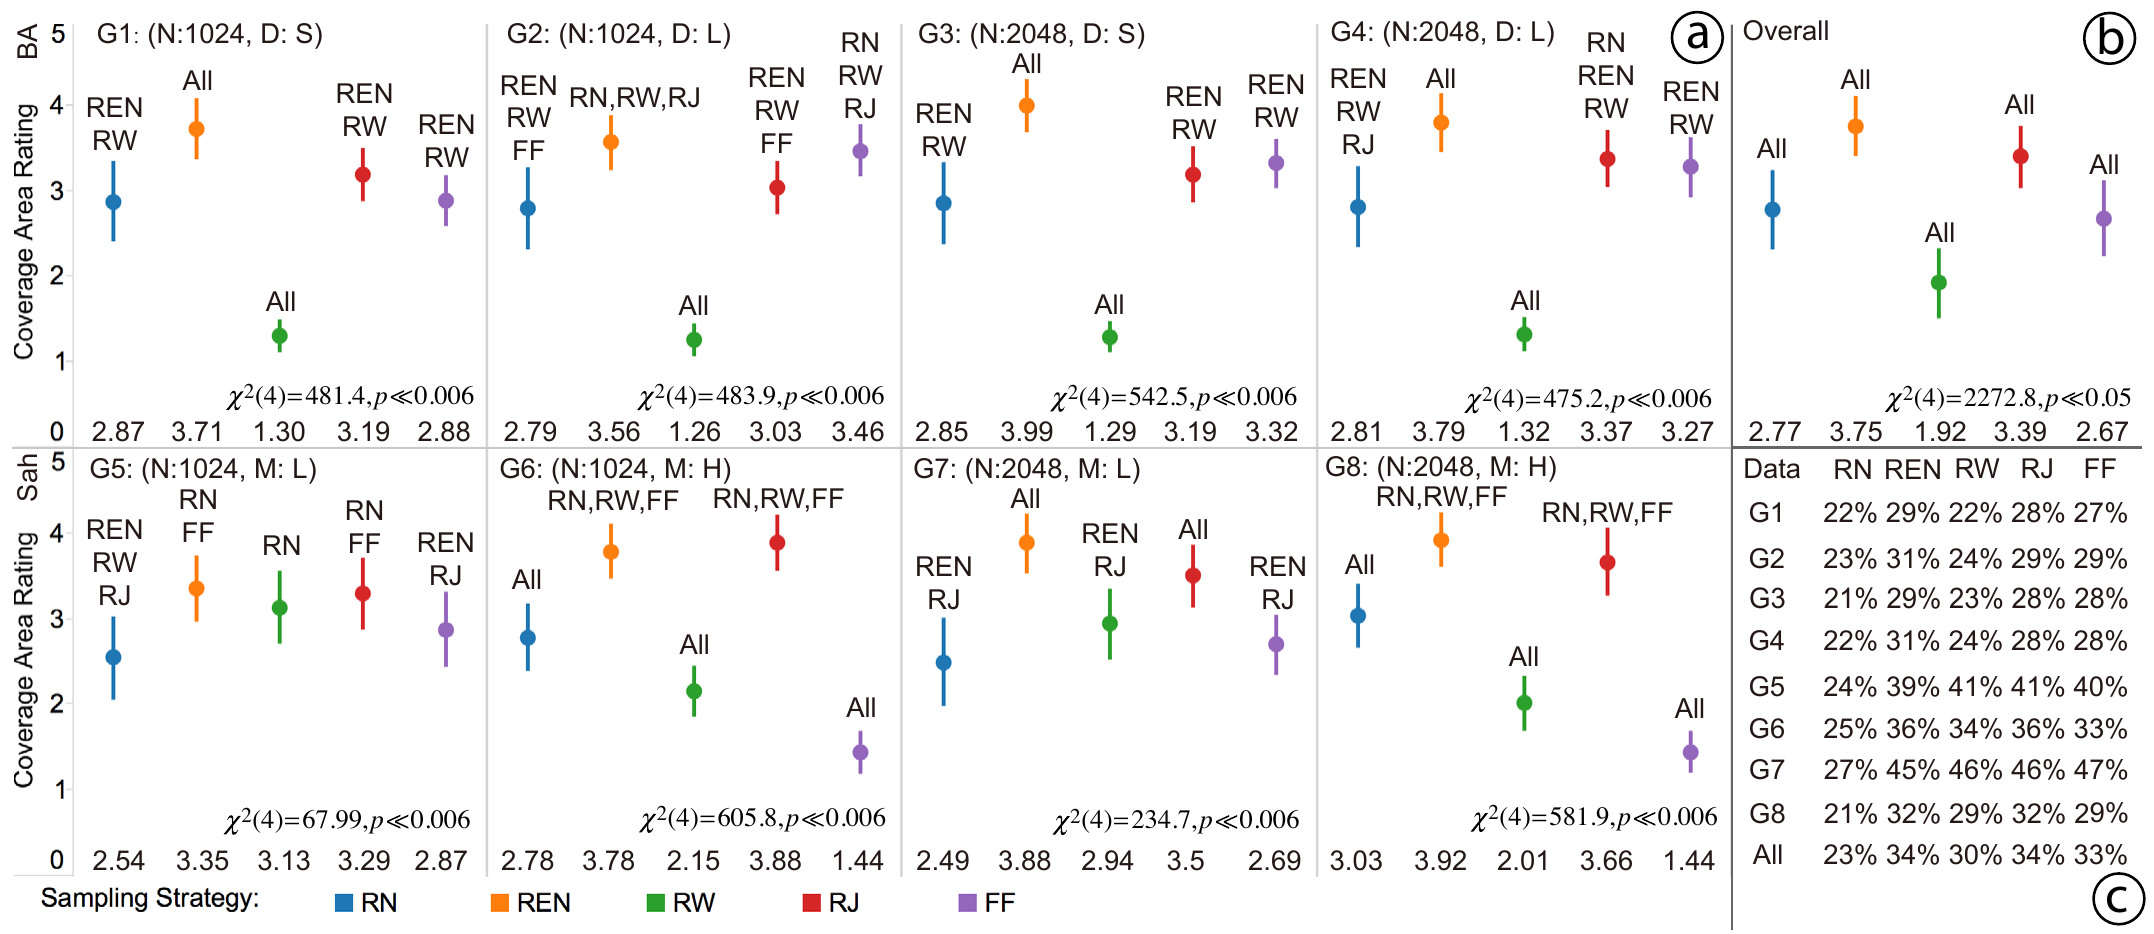 BA
Coverage Area Rating
5
4
3
2
1
0
G1: (N:1024, D: S)
REN
RW
All
All
REN
RW
REN
RW
χ²(4)=481.4,p≪0.006
2.87 3.71 1.30 3.19 2.88
G2: (N:1024, D: L)
REN
RW
FF
RN,RW,RJ
All
REN
RW
FF
RN
RW
RJ
χ²(4)=483.9,p≪0.006
2.79 3.56 1.26 3.03 3.46
G3: (N:2048, D: S)
REN
RW
All
All
REN
RW
REN
RW
χ²(4)=542.5,p≪0.006
2.85 3.99 1.29 3.19 3.32
G4: (N:2048, D: L)
REN
RW
RJ
All
All
RN
REN
RW
REN
RW
χ²(4)=475.2,p≪0.006
2.81 3.79 1.32 3.37 3.27
a
Overall
b
All
All
All
All
All
χ²(4)=2272.8,p≪0.05
2.77 3.75 1.92 3.39 2.67
Sah
Coverage Area Rating
5
4
3
2
1
0
G5: (N:1024, M: L)
REN
RW
RJ
RN
FF
RN
RN
FF
REN
RJ
χ²(4)=67.99,p≪0.006
2.54 3.35 3.13 3.29 2.87
G6: (N:1024, M: H)
All
RN,RW,FF
All
RN,RW,FF
All
χ²(4)=605.8,p≪0.006
2.78 3.78 2.15 3.88 1.44
G7: (N:2048, M: L)
REN
RJ
All
REN
RJ
All
REN
RJ
χ²(4)=234.7,p≪0.006
2.49 3.88 2.94 3.5 2.69
G8: (N:2048, M: H)
All
RN,RW,FF
All
RN,RW,FF
All
χ²(4)=581.9,p≪0.006
3.03 3.92 2.01 3.66 1.44
Data RN REN RW RJ FF
G1 22% 29% 22% 28% 27%
G2 23% 31% 24% 29% 29%
G3 21% 29% 23% 28% 28%
G4 22% 31% 24% 28% 28%
G5 24% 39% 41% 41% 40%
G6 25% 36% 34% 36% 33%
G7 27% 45% 46% 46% 47%
G8 21% 32% 29% 32% 29%
All 23% 34% 30% 34% 33%
c
Sampling Strategy: RN REN RW RJ FF